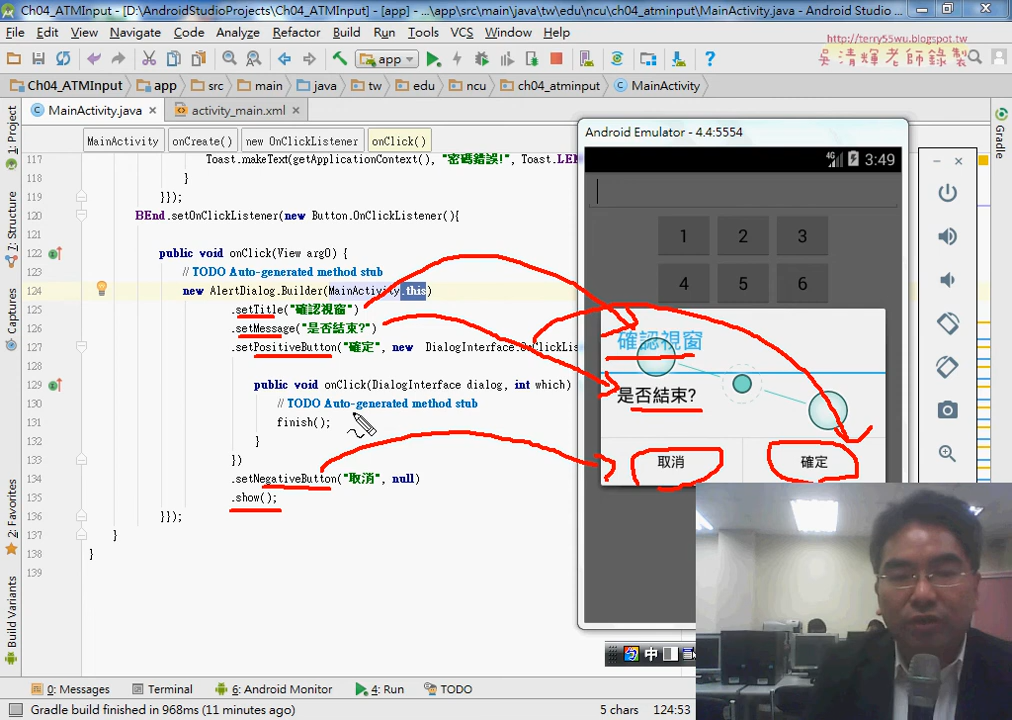 Ch04_ATMInput - [D:\AndroidStudioProjects\Ch04_ATMInput] - [app] - ...\app\src\main\java\tw\edu\ncu\ch04_atminput\MainActivity.java - Android Studio ...
File Edit View Navigate Code Analyze Refactor Build Run Tools VCS Window Help
http://terry55wu.blogspot.tw
吳清輝老師錄製
app
Ch04_ATMInput app src main java tw edu ncu ch04_atminput MainActivity
MainActivity.java activity_main.xml
MainActivity onCreate() new OnClickListener onClick()
117 Toast.makeText(getApplicationContext(), "密碼錯誤!", Toast.LEN
118 }
119 }});
120 BEnd.setOnClickListener(new Button.OnClickListener(){
121
122 public void onClick(View arg0) {
123 // TODO Auto-generated method stub
124 new AlertDialog.Builder(MainActivity.this)
125 .setTitle("確認視窗")
126 .setMessage("是否結束?")
127 .setPositiveButton("確定", new DialogInterface.OnClickLis
128
129 public void onClick(DialogInterface dialog, int which)
130 // TODO Auto-generated method stub
131 finish();
132 }
133 })
134 .setNegativeButton("取消", null)
135 .show();
136 }});
137 }
138 }
139
1: Project
7: Structure
Captures
2: Favorites
Build Variants
Gradle
Android Emulator - 4.4:5554
4G 3:49
1 2 3
4 5 6
確認視窗
是否結束?
取消 確定
中
0: Messages Terminal 6: Android Monitor 4: Run TODO
Gradle build finished in 968ms (11 minutes ago) 5 chars 124:53